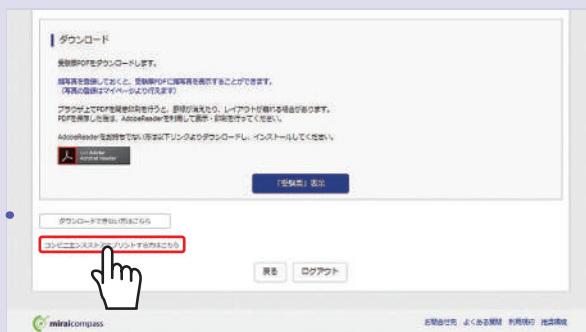 ダウンロード
受験票PDFをダウンロードします。
顔写真を登録しておくと、受験票PDFに顔写真を表示することができます。
(写真の登録はマイページより行えます)
ブラウザ上でPDFを開き印刷を行うと、罫線が消えたり、レイアウトが崩れる場合があります。
PDFを保存した後は、AdobeReaderを利用して表示・印刷を行ってください。
AdobeReaderをお持ちでない方は以下リンクよりダウンロードし、インストールしてください。
Get Adobe
Acrobat Reader
「受験票」表示
ダウンロードできない方はこちら
コンビニエンスストアでプリントする方はこちら
戻る ログアウト
miraicompass
お問合せ先 よくある質問 利用規約 推奨環境